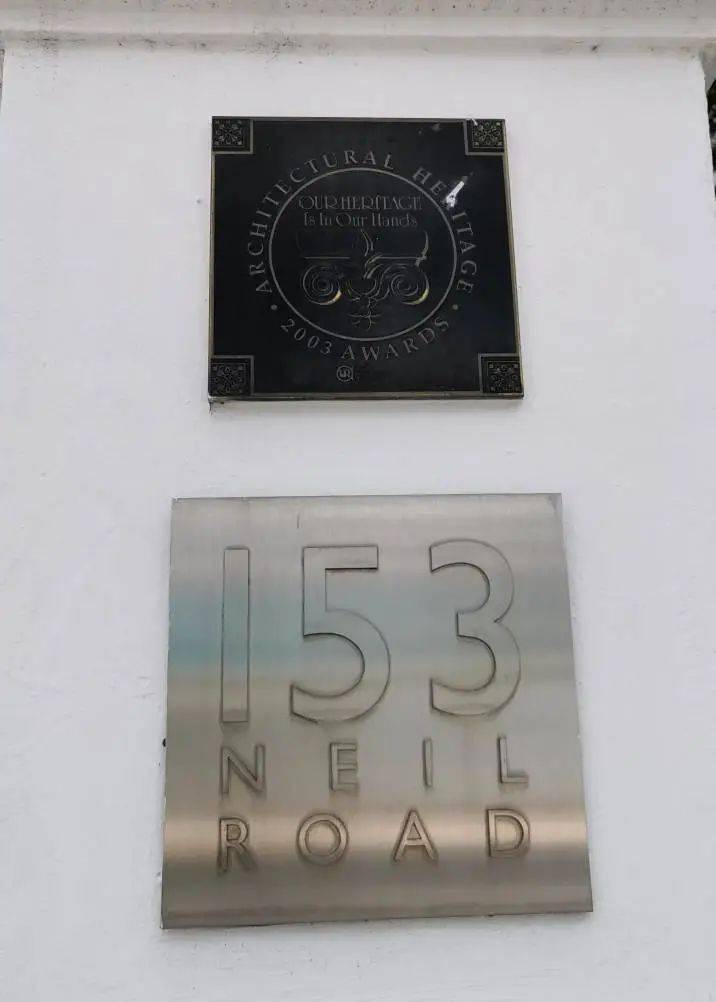 ARCHITECTURAL HERITAGE
OUR HERITAGE
Is In Our Hands
• 2003 AWARDS •
153
NEIL
ROAD